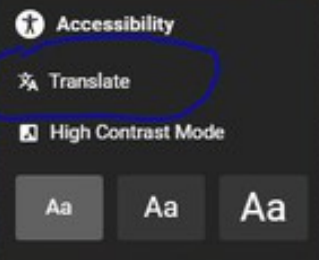 Accessibility
Translate
High Contrast Mode
Aa Aa Aa